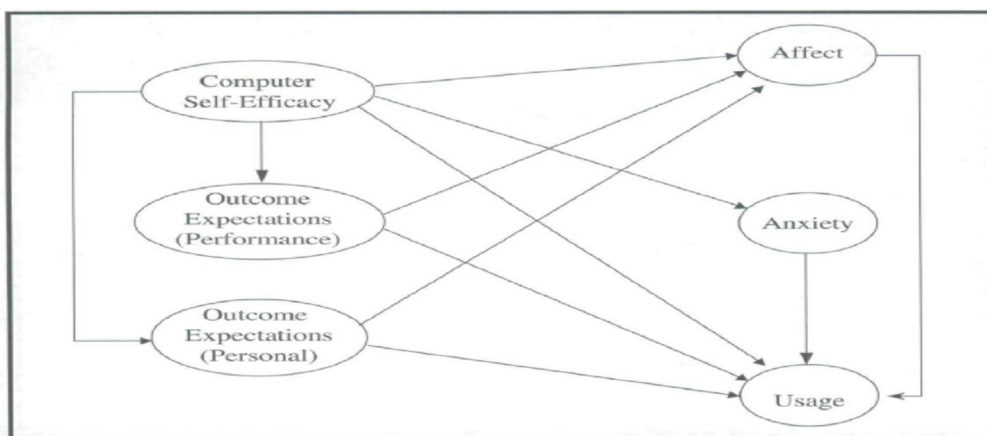 Computer
Self-Efficacy
Outcome
Expectations
(Performance)
Outcome
Expectations
(Personal)
Affect
Anxiety
Usage